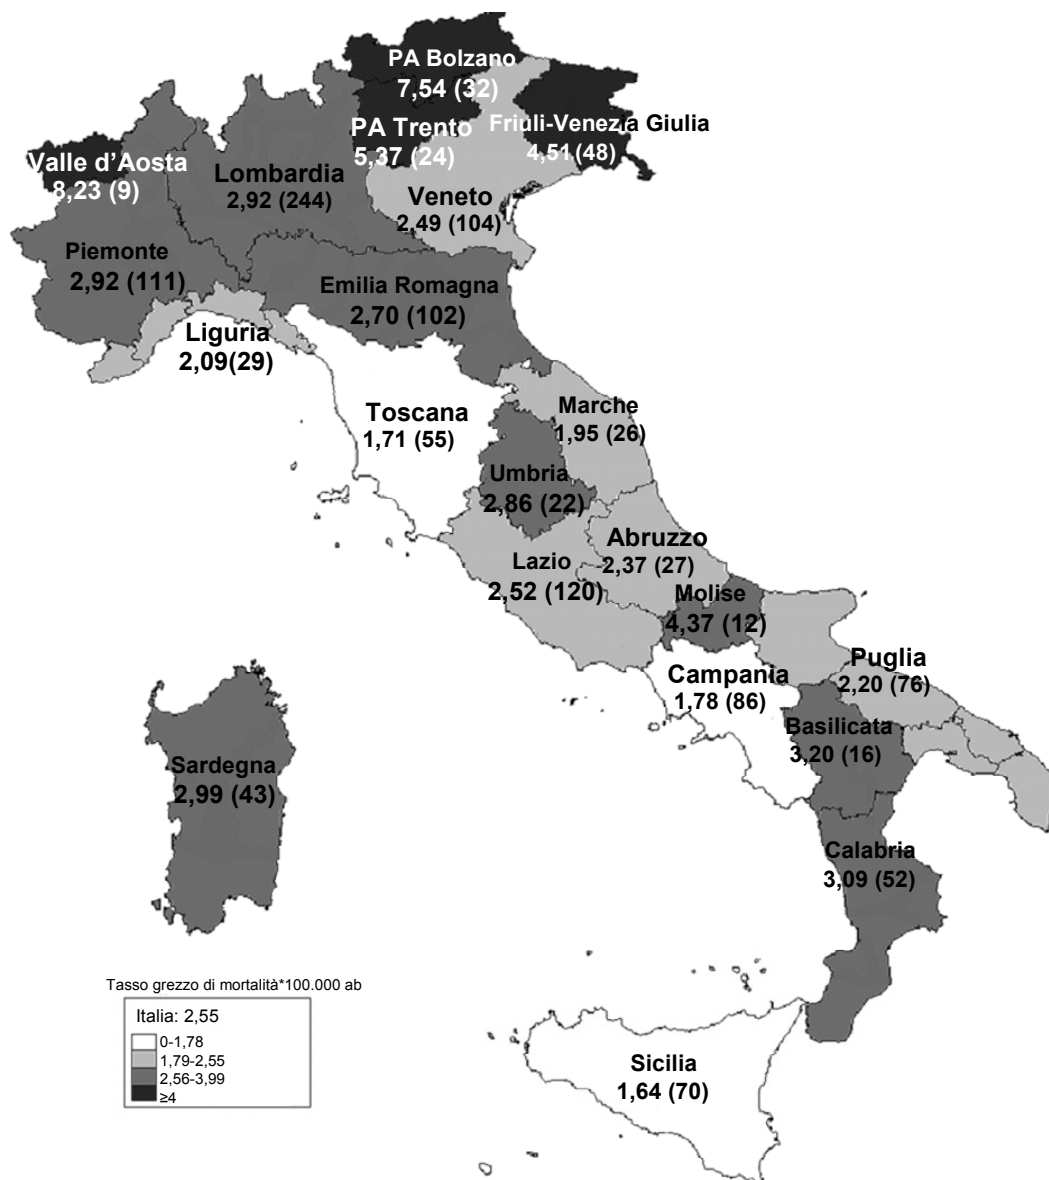 PA Bolzano
7,54 (32)
PA Trento
5,37 (24)
Friuli-Venezia Giulia
4,51 (48)
Valle d’Aosta
8,23 (9)
Lombardia
2,92 (244)
Veneto
2,49 (104)
Piemonte
2,92 (111)
Emilia Romagna
2,70 (102)
Liguria
2,09(29)
Toscana
1,71 (55)
Marche
1,95 (26)
Umbria
2,86 (22)
Abruzzo
2,37 (27)
Lazio
2,52 (120)
Molise
4,37 (12)
Campania
1,78 (86)
Puglia
2,20 (76)
Basilicata
3,20 (16)
Sardegna
2,99 (43)
Calabria
3,09 (52)
Sicilia
1,64 (70)
Tasso grezzo di mortalità*100.000 ab
Italia: 2,55
0-1,78
1,79-2,55
2,56-3,99
≥4